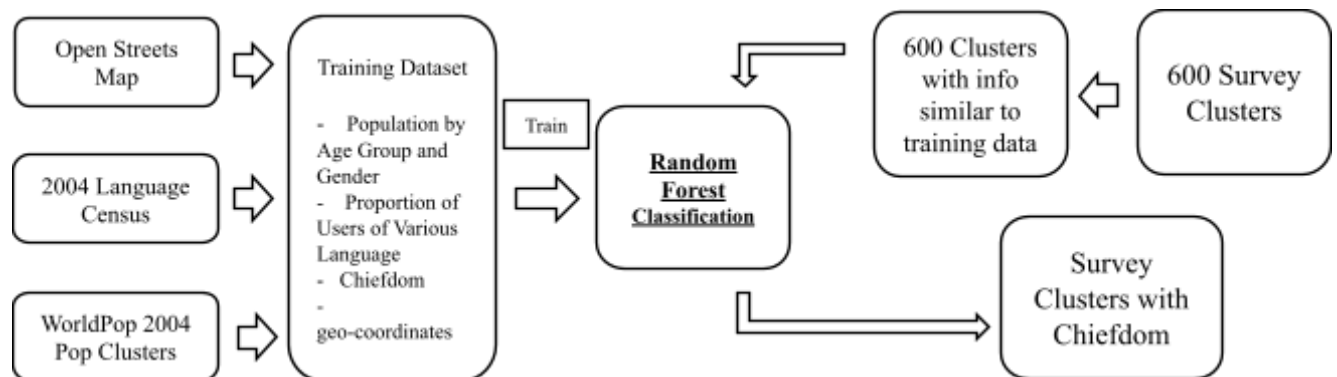 Open Streets
Map
2004 Language
Census
WorldPop 2004
Pop Clusters
Training Dataset
- Population by
Age Group and
Gender
- Proportion of
Users of Various
Language
- Chiefdom
-
geo-coordinates
Train
Random
Forest
Classification
600 Clusters
with info
similar to
training data
600 Survey
Clusters
Survey
Clusters with
Chiefdom